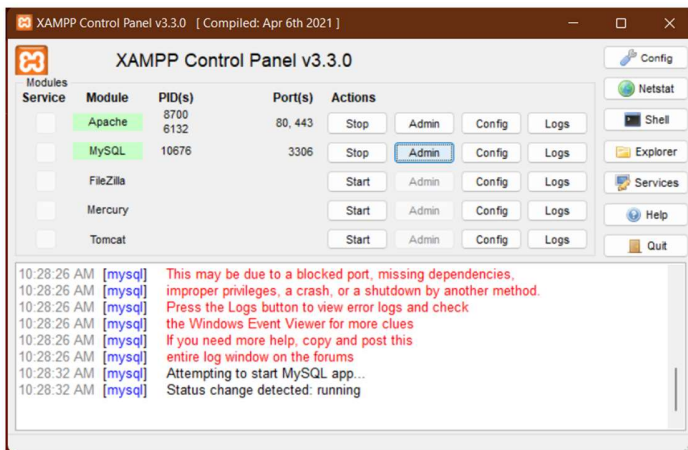 XAMPP Control Panel v3.3.0 [ Compiled: Apr 6th 2021 ]
XAMPP Control Panel v3.3.0
Config
Modules
Service Module PID(s) Port(s) Actions
Netstat
Apache 8700 6132 80, 443 Stop Admin Config Logs
Shell
MySQL 10676 3306 Stop Admin Config Logs
Explorer
FileZilla Start Admin Config Logs
Services
Mercury Start Admin Config Logs
Help
Tomcat Start Admin Config Logs
Quit
10:28:26 AM [mysql] This may be due to a blocked port, missing dependencies,
10:28:26 AM [mysql] improper privileges, a crash, or a shutdown by another method.
10:28:26 AM [mysql] Press the Logs button to view error logs and check
10:28:26 AM [mysql] the Windows Event Viewer for more clues
10:28:26 AM [mysql] If you need more help, copy and post this
10:28:26 AM [mysql] entire log window on the forums
10:28:32 AM [mysql] Attempting to start MySQL app...
10:28:32 AM [mysql] Status change detected: running